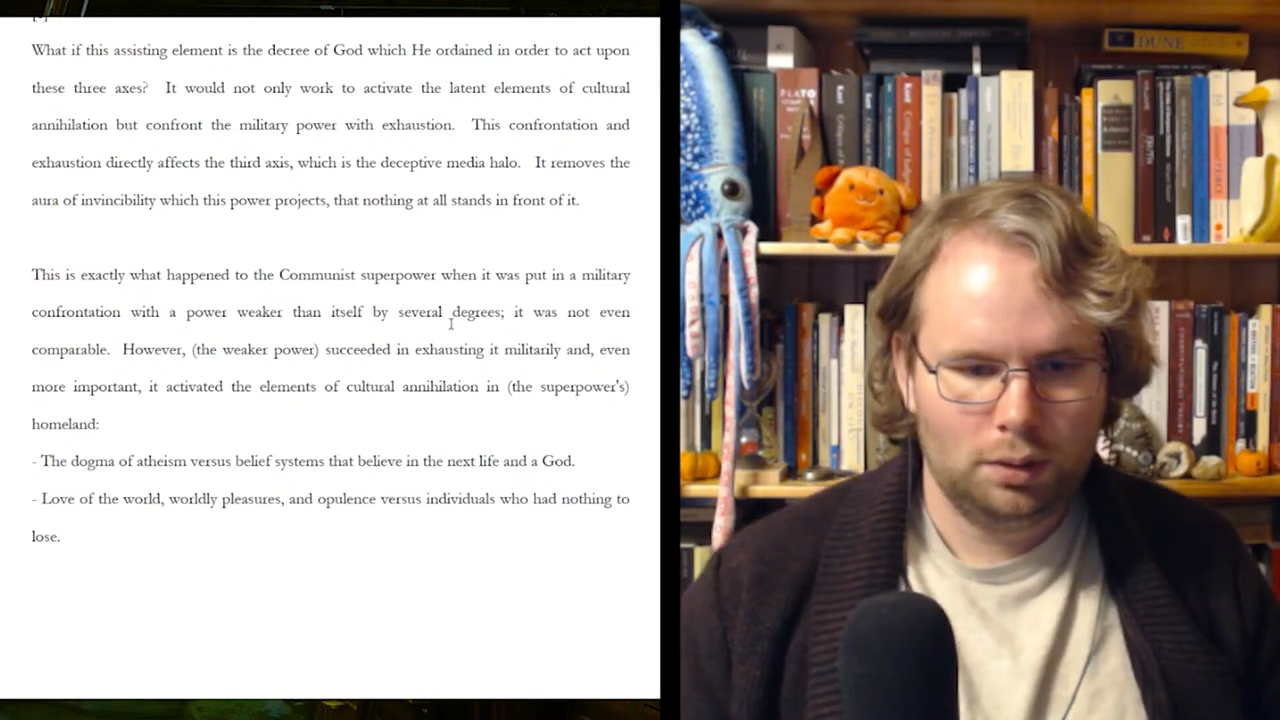 What if this assisting element is the decree of God which He ordained in order to act upon
these three axes? It would not only work to activate the latent elements of cultural
annihilation but confront the military power with exhaustion. This confrontation and
exhaustion directly affects the third axis, which is the deceptive media halo. It removes the
aura of invincibility which this power projects, that nothing at all stands in front of it.
This is exactly what happened to the Communist superpower when it was put in a military
confrontation with a power weaker than itself by several degrees; it was not even
comparable. However, (the weaker power) succeeded in exhausting it militarily and, even
more important, it activated the elements of cultural annihilation in (the superpower's)
homeland:
- The dogma of atheism versus belief systems that believe in the next life and a God.
- Love of the world, worldly pleasures, and opulence versus individuals who had nothing to
lose.
DUNE
PLATO
Kant
Kant